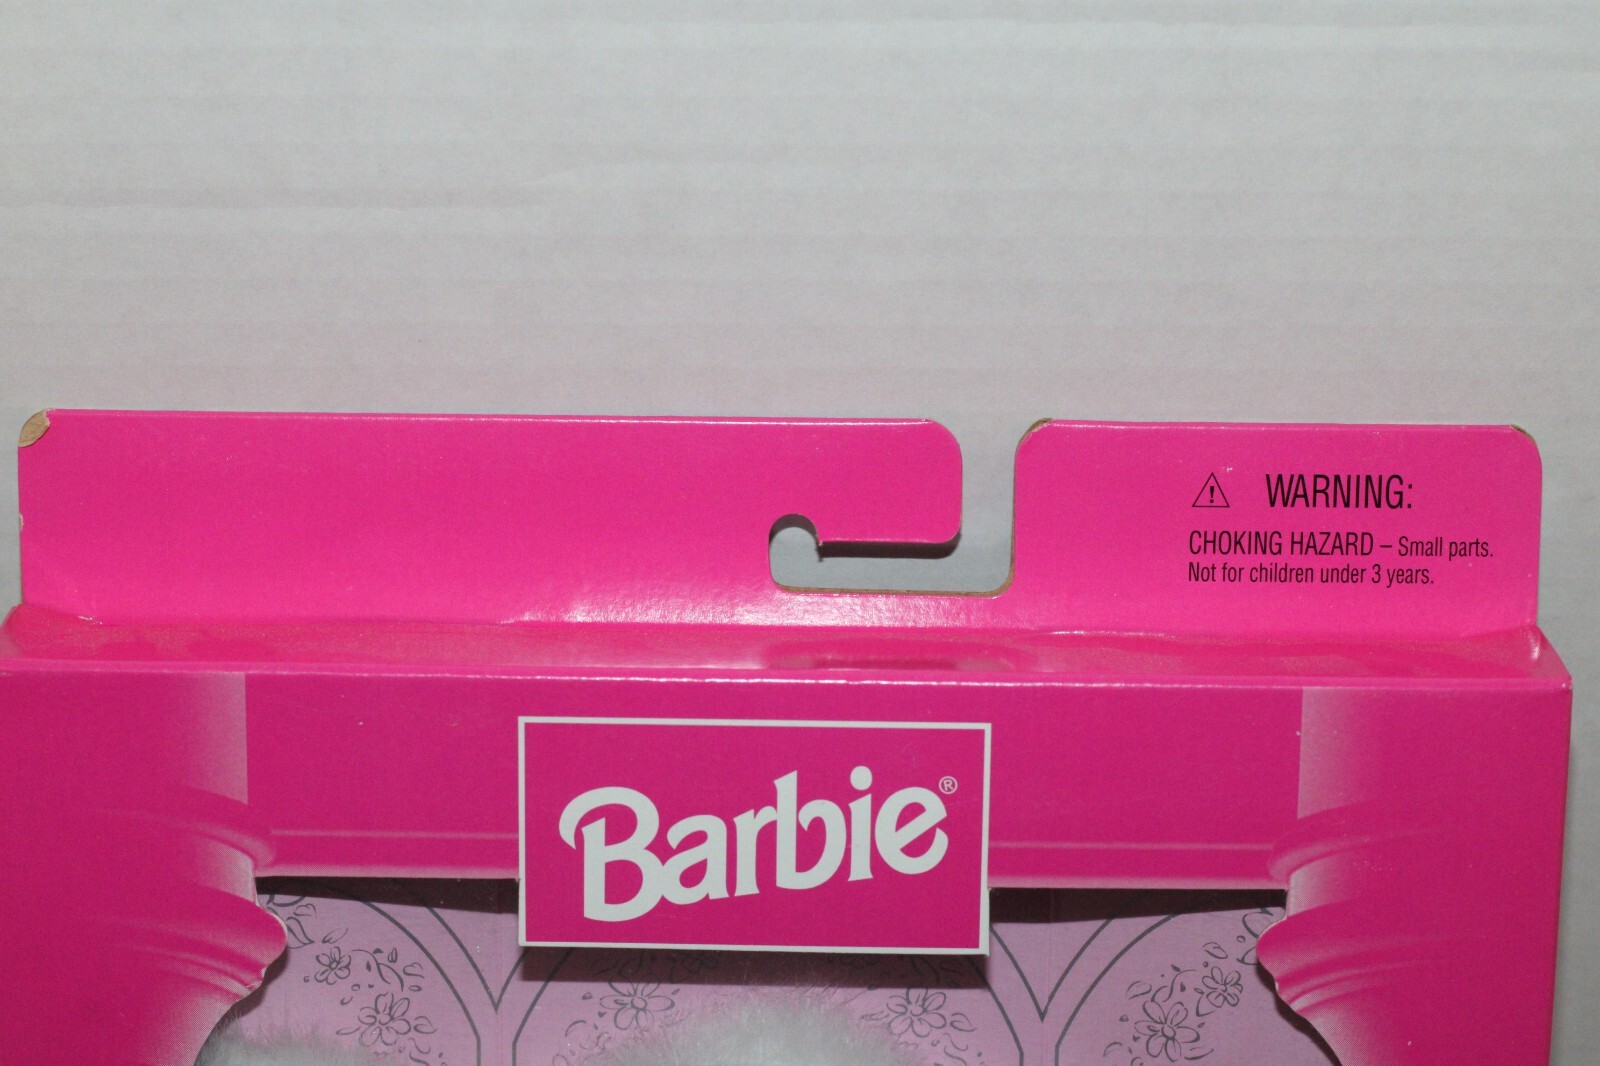 WARNING:
CHOKING HAZARD – Small parts.
Not for children under 3 years.
Barbie®